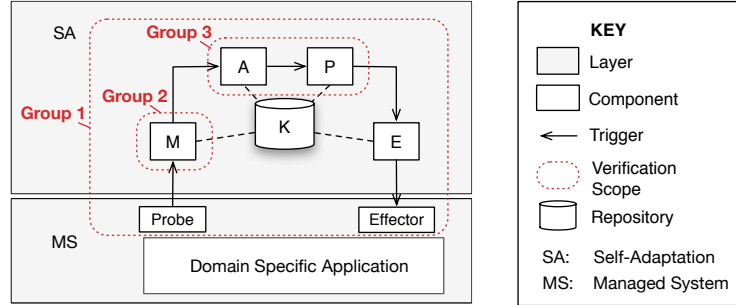 SA
Group 3
A
P
Group 2
Group 1
K
M
E
Probe
Effector
MS
Domain Specific Application
KEY
Layer
Component
Trigger
Verification
Scope
Repository
SA: Self-Adaptation
MS: Managed System